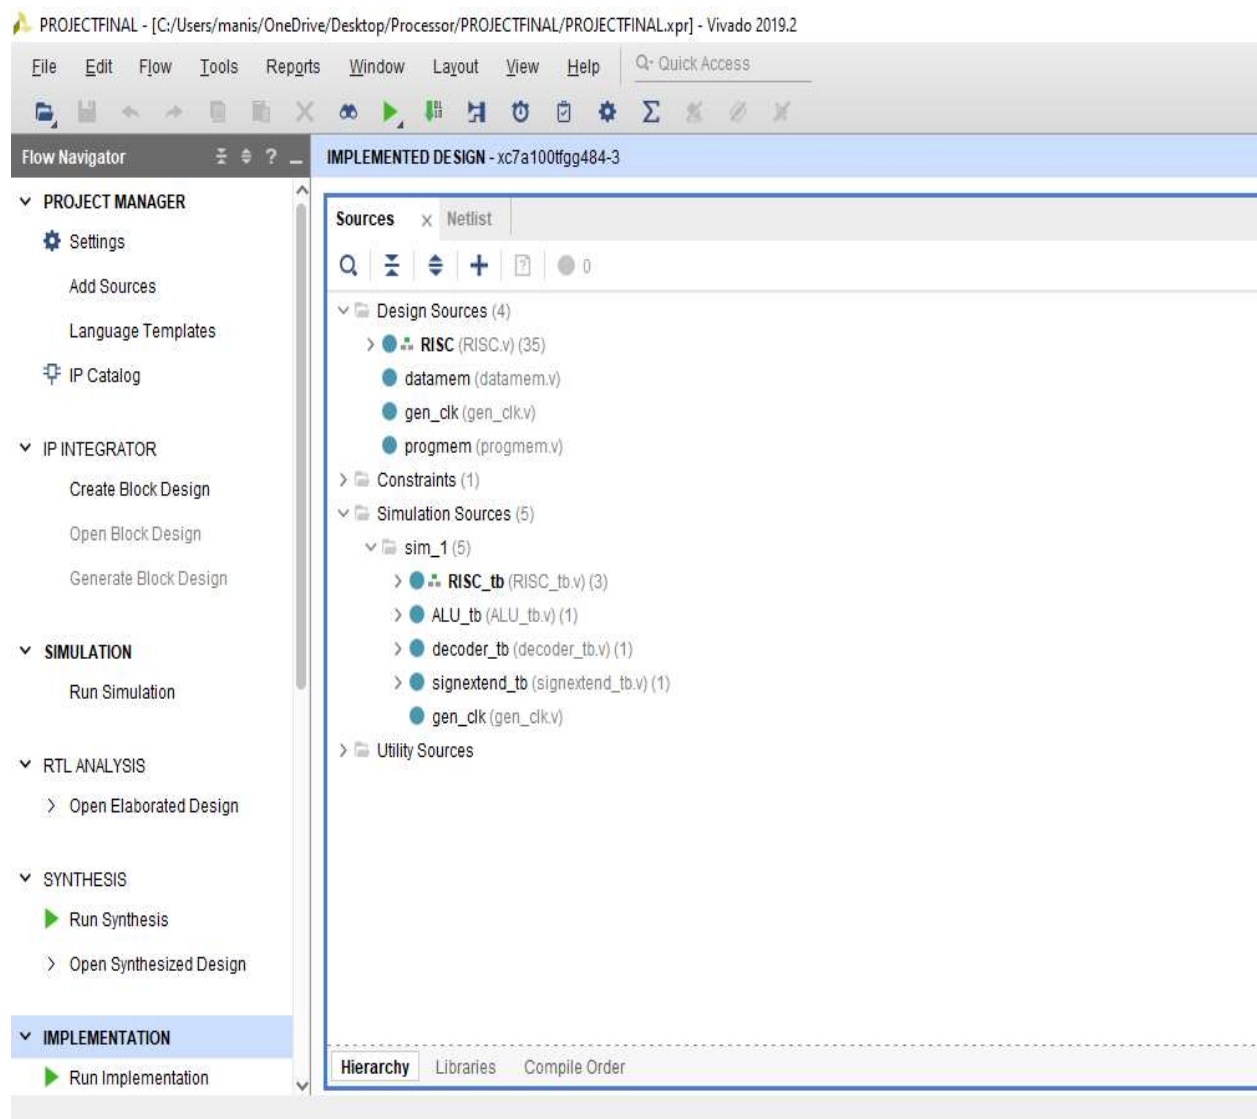 PROJECTFINAL - [C:/Users/manis/OneDrive/Desktop/Processor/PROJECTFINAL/PROJECTFINAL.xpr] - Vivado 2019.2
File Edit Flow Tools Reports Window Layout View Help Quick Access
Flow Navigator
IMPLEMENTED DESIGN - xc7a100tfgg484-3
PROJECT MANAGER
Settings
Add Sources
Language Templates
IP Catalog
IP INTEGRATOR
Create Block Design
Open Block Design
Generate Block Design
SIMULATION
Run Simulation
RTL ANALYSIS
Open Elaborated Design
SYNTHESIS
Run Synthesis
Open Synthesized Design
IMPLEMENTATION
Run Implementation
Sources Netlist
0
Design Sources (4)
RISC (RISC.v) (35)
datamem (datamem.v)
gen_clk (gen_clk.v)
progmem (progmem.v)
Constraints (1)
Simulation Sources (5)
sim_1 (5)
RISC_tb (RISC_tb.v) (3)
ALU_tb (ALU_tb.v) (1)
decoder_tb (decoder_tb.v) (1)
signextend_tb (signextend_tb.v) (1)
gen_clk (gen_clk.v)
Utility Sources
Hierarchy Libraries Compile Order